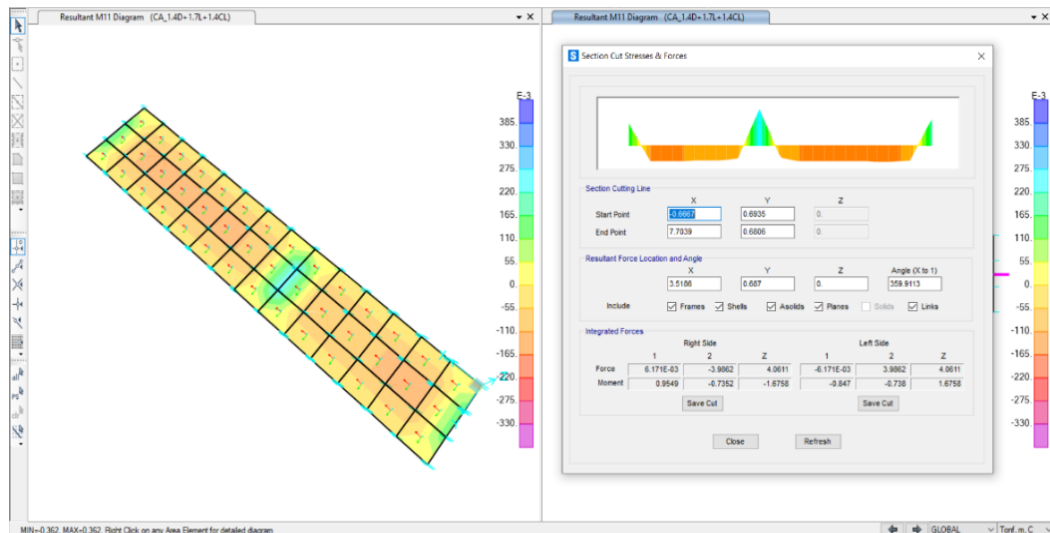 Resultant M11 Diagram (CA_1.4D+1.7L+1.4CL)
Resultant M11 Diagram (CA_1.4D+1.7L+1.4CL)
E-3
385.
330.
275.
220.
165.
110.
55.
0.
-55.
-110.
-165.
-220.
-275.
-330.
S Section Cut Stresses & Forces
Section Cutting Line
X Y Z
Start Point -0.6667 0.6935 0.
End Point 7.7039 0.6806 0.
Resultant Force Location and Angle
X Y Z Angle (X to 1)
3.5186 0.687 0. 359.9113
Include Frames Shells Asolids Planes Solids Links
Integrated Forces
Right Side Left Side
1 2 Z 1 2 Z
Force 6.171E-03 -3.9862 4.0611 -6.171E-03 3.9862 4.0611
Moment 0.9549 -0.7352 -1.6758 -0.847 -0.738 1.6758
Save Cut Save Cut
Close Refresh
E-3
385.
330.
275.
220.
165.
110.
55.
0.
-55.
-110.
-165.
-220.
-275.
-330.
MIN=-0.362, MAX=0.362, Right Click on any Area Element for detailed diagram
GLOBAL Tonf, m, C